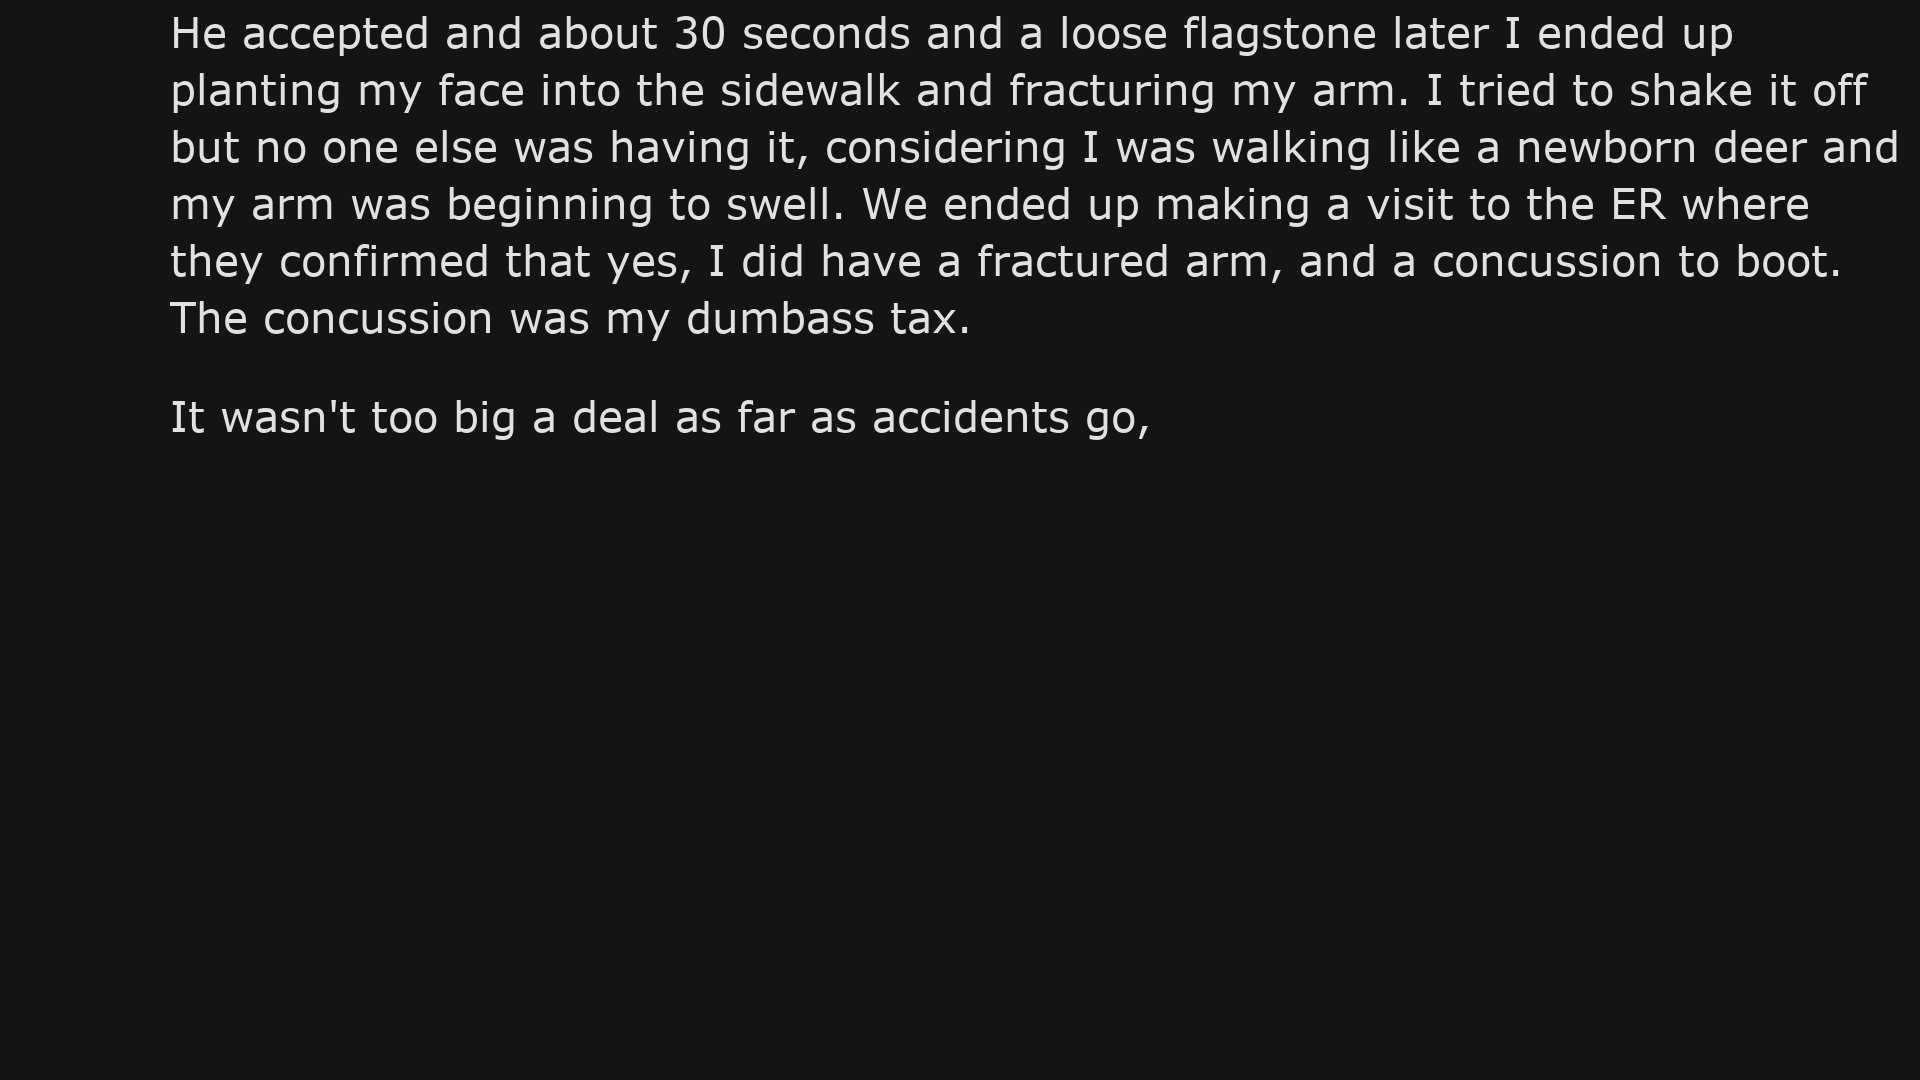 He accepted and about 30 seconds and a loose flagstone later I ended up
planting my face into the sidewalk and fracturing my arm. I tried to shake it off
but no one else was having it, considering I was walking like a newborn deer and
my arm was beginning to swell. We ended up making a visit to the ER where
they confirmed that yes, I did have a fractured arm, and a concussion to boot.
The concussion was my dumbass tax.
It wasn't too big a deal as far as accidents go,